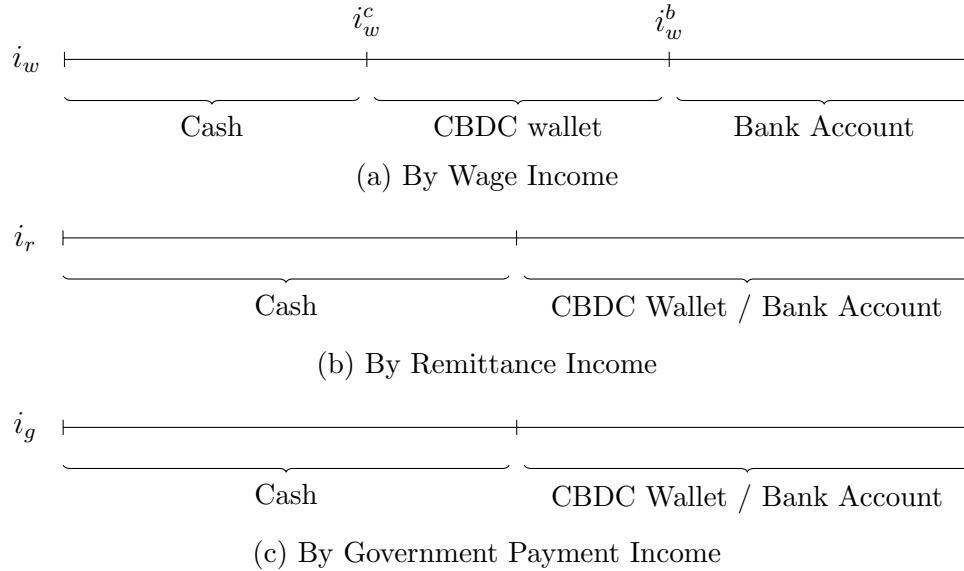 i_w^c i_w^b
i_w
Cash CBDC wallet Bank Account
(a) By Wage Income
i_r
Cash CBDC Wallet / Bank Account
(b) By Remittance Income
i_g
Cash CBDC Wallet / Bank Account
(c) By Government Payment Income